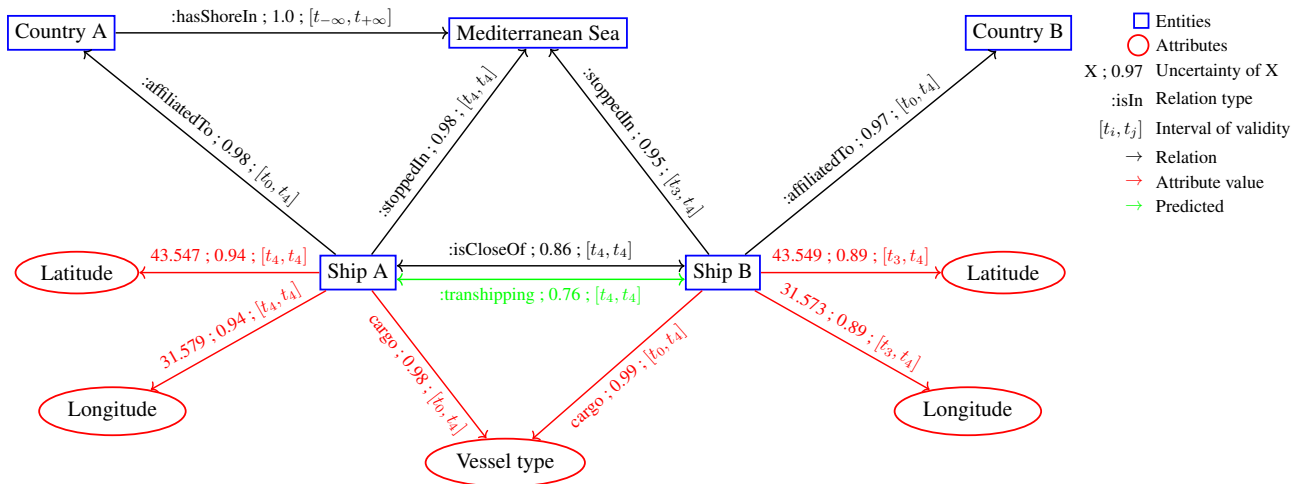 :hasShoreIn ; 1.0 ; [t₋∞, t₊∞]
Country A
Mediterranean Sea
Country B
Entities
Attributes
X ; 0.97 Uncertainty of X
:isIn Relation type
[tᵢ, tⱼ] Interval of validity
→ Relation
→ Attribute value
→ Predicted
:affiliatedTo ; 0.98 ; [t₀, t₄]
:stoppedIn ; 0.98 ; [t₄, t₄]
:stoppedIn ; 0.95 ; [t₃, t₄]
:affiliatedTo ; 0.97 ; [t₀, t₄]
43.547 ; 0.94 ; [t₄, t₄]
:isCloseOf ; 0.86 ; [t₄, t₄]
43.549 ; 0.89 ; [t₃, t₄]
Latitude
Ship A
Ship B
Latitude
:transhipping ; 0.76 ; [t₄, t₄]
31.579 ; 0.94 ; [t₄, t₄]
cargo ; 0.98 ; [t₀, t₄]
cargo ; 0.99 ; [t₀, t₄]
31.573 ; 0.89 ; [t₃, t₄]
Longitude
Longitude
Vessel type